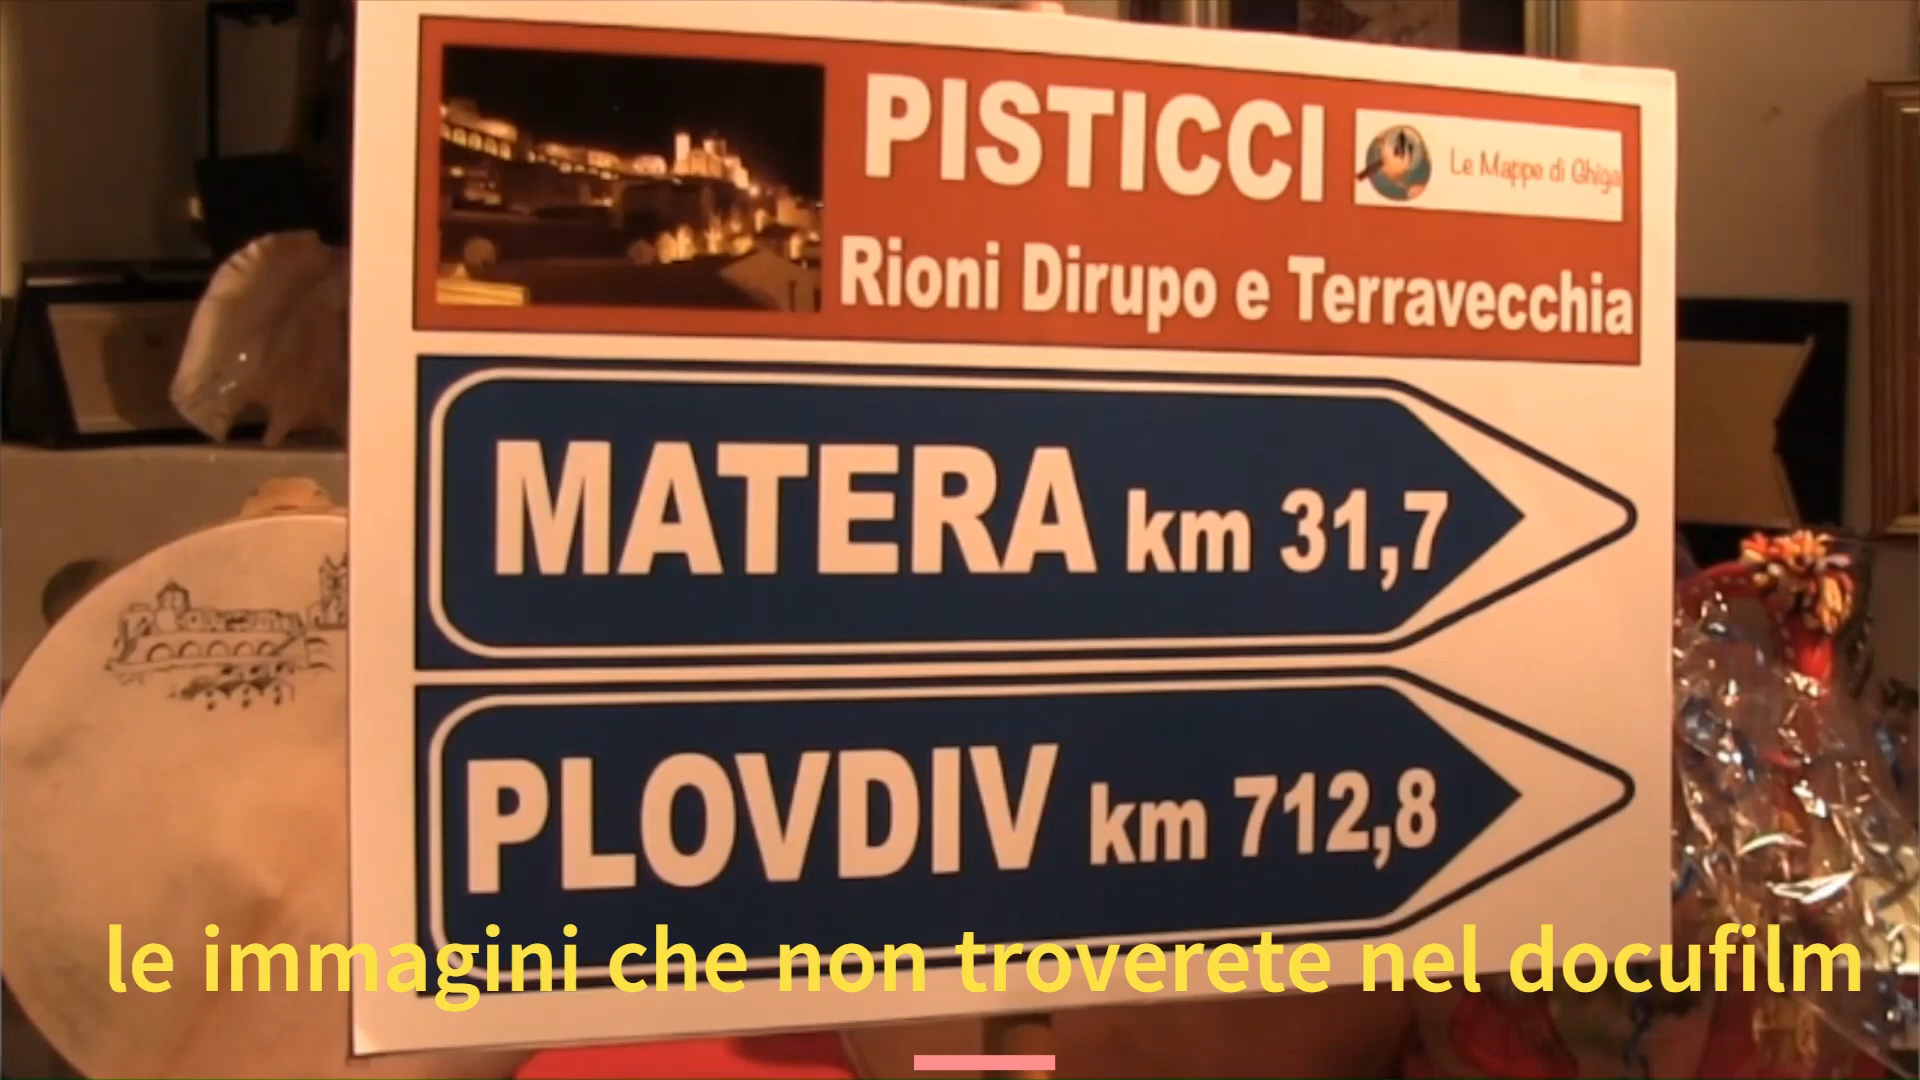 PISTICCI
Le Mappe di Ghiga
Rioni Dirupo e Terravecchia
MATERA km 31,7
PLOVDIV km 712,8
le immagini che non troverete nel docufilm